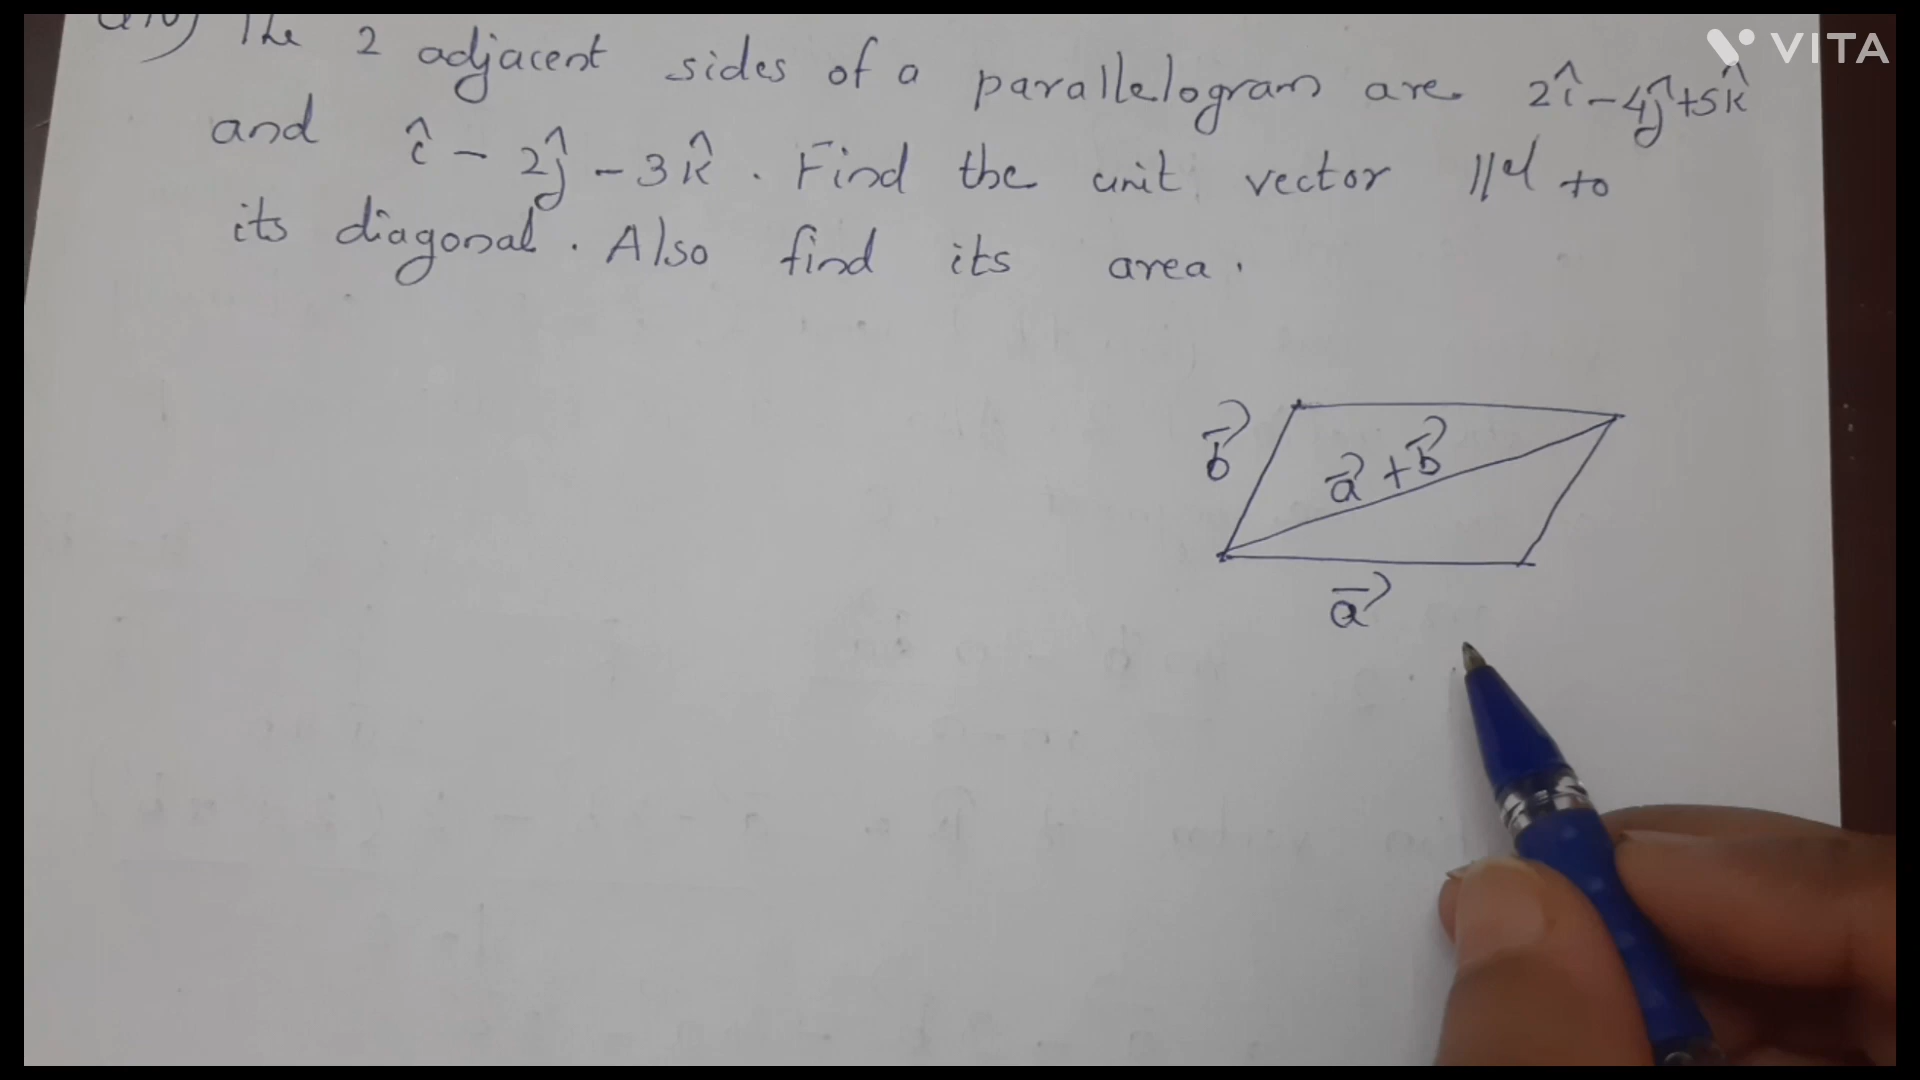 The 2 adjacent sides of a parallelogram are 2î - 4ĵ + 5k̂
and î - 2ĵ - 3k̂. Find the unit vector ||el to
its diagonal. Also find its area.
b⃗
a⃗ + b⃗
a⃗
VITA